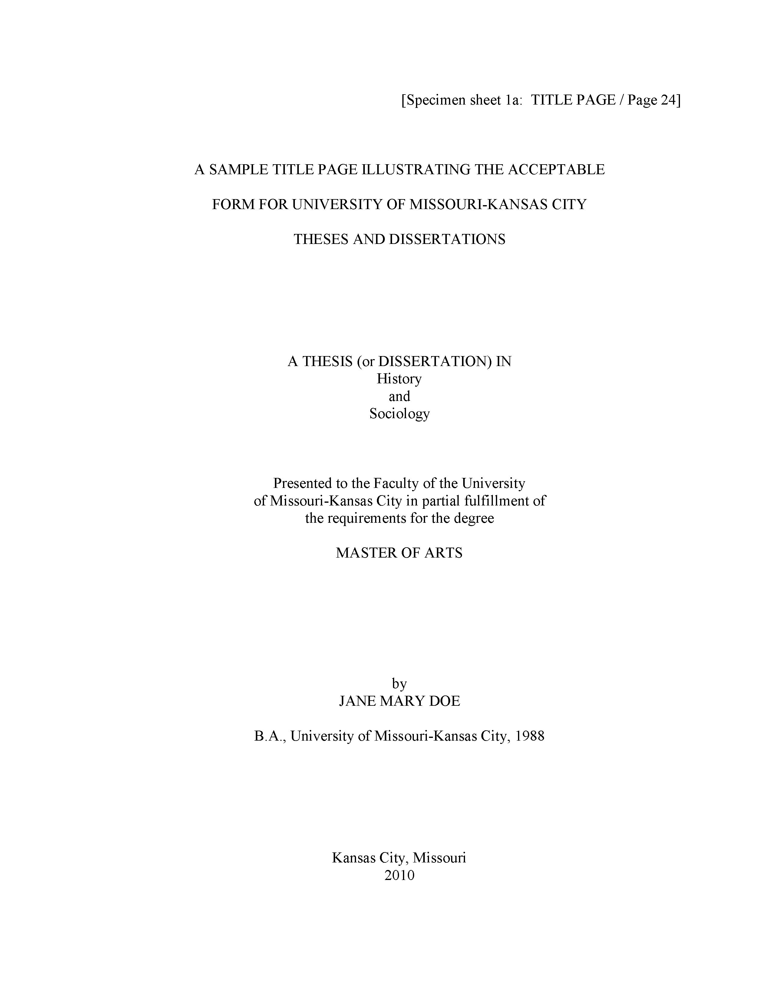 [Specimen sheet 1a:  TITLE PAGE / Page 24]
A SAMPLE TITLE PAGE ILLUSTRATING THE ACCEPTABLE
FORM FOR UNIVERSITY OF MISSOURI-KANSAS CITY
THESES AND DISSERTATIONS
A THESIS (or DISSERTATION) IN
History
and
Sociology
Presented to the Faculty of the University
of Missouri-Kansas City in partial fulfillment of
the requirements for the degree
MASTER OF ARTS
by
JANE MARY DOE
B.A., University of Missouri-Kansas City, 1988
Kansas City, Missouri
2010